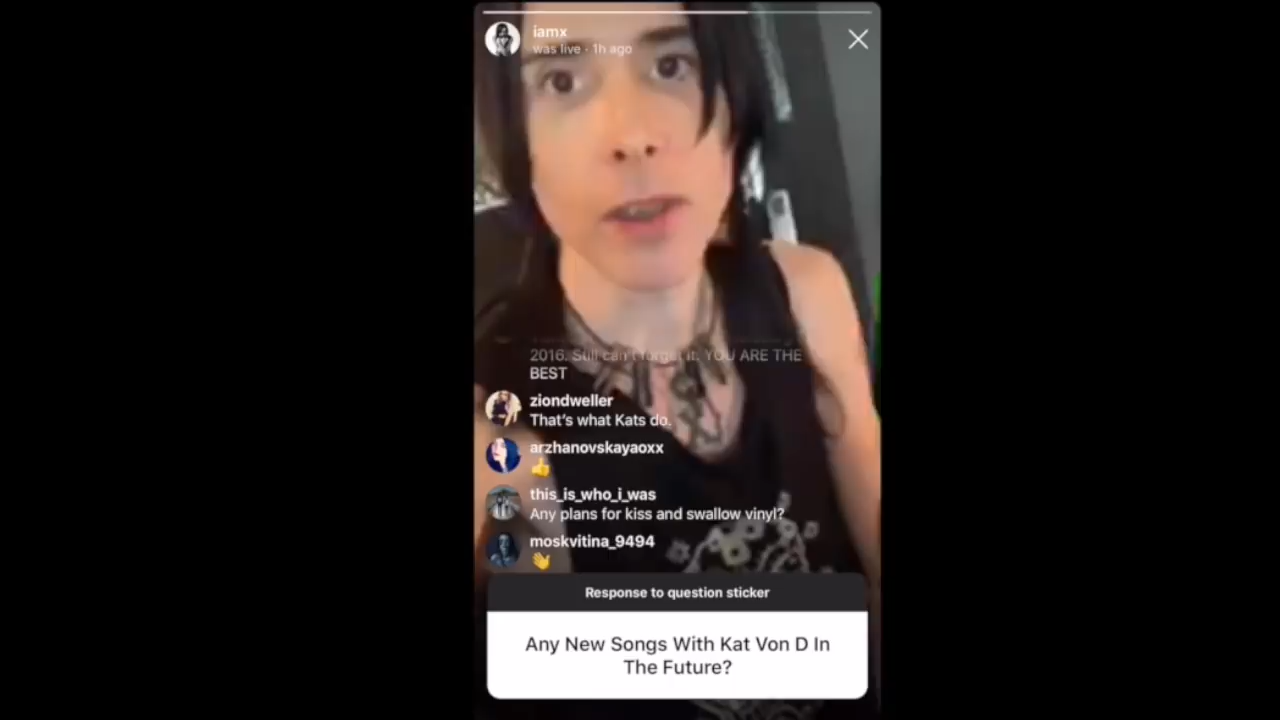 iamx
was live · 1h ago
2016. Still can't forget it. YOU ARE THE
BEST
ziondweller
That's what Kats do.
arzhanovskayaoxx
👍
this_is_who_i_was
Any plans for kiss and swallow vinyl?
moskvitina_9494
👋
Response to question sticker
Any New Songs With Kat Von D In
The Future?